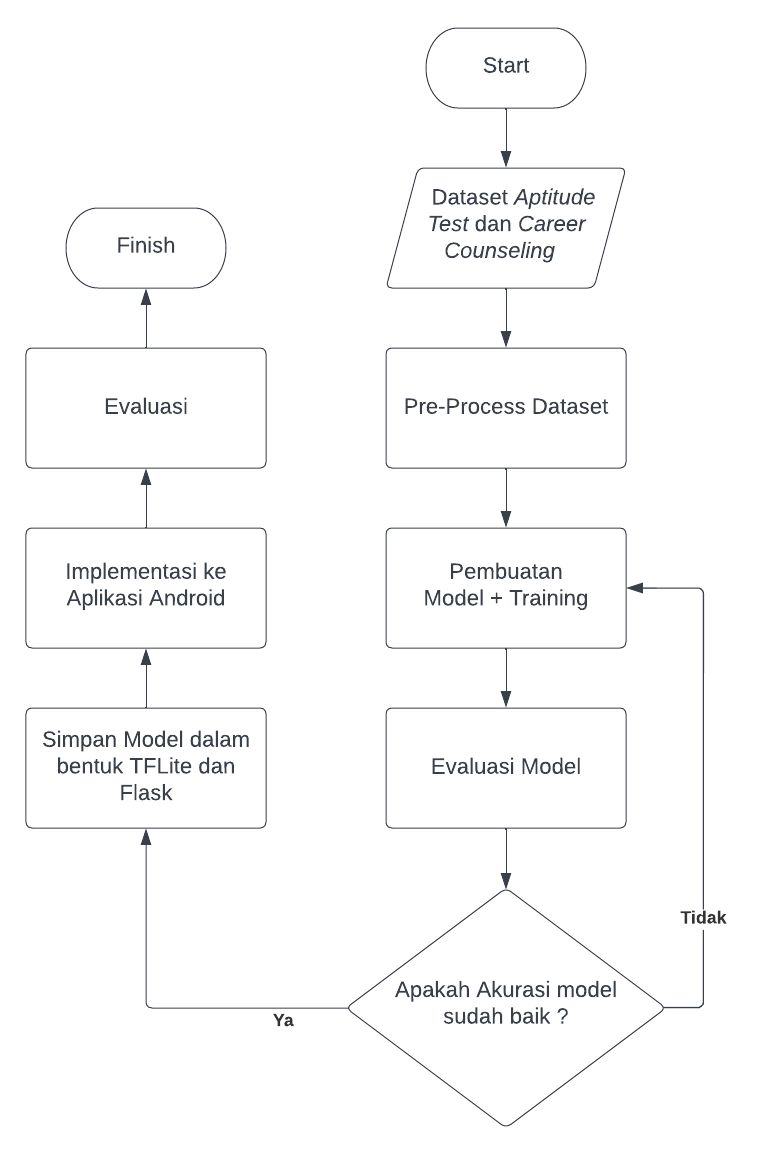 Start
Dataset Aptitude
Test dan Career
Counseling
Pre-Process Dataset
Pembuatan
Model + Training
Evaluasi Model
Apakah Akurasi model
sudah baik ?
Tidak
Ya
Simpan Model dalam
bentuk TFLite dan
Flask
Implementasi ke
Aplikasi Android
Evaluasi
Finish